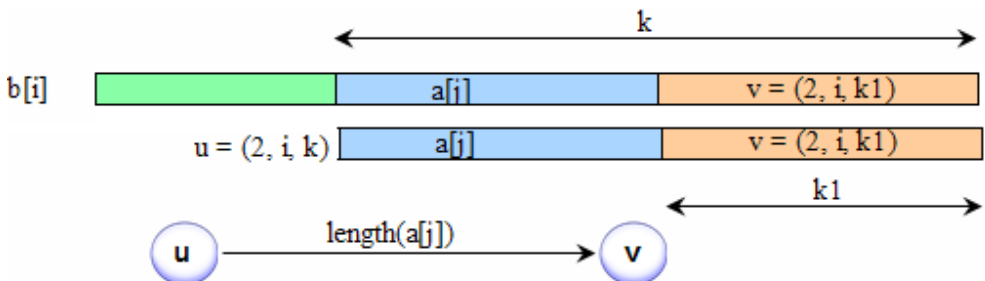 k
b[i] a[j] v = (2, i, k1)
u = (2, i, k) a[j] v = (2, i, k1)
k1
length(a[j])
u v